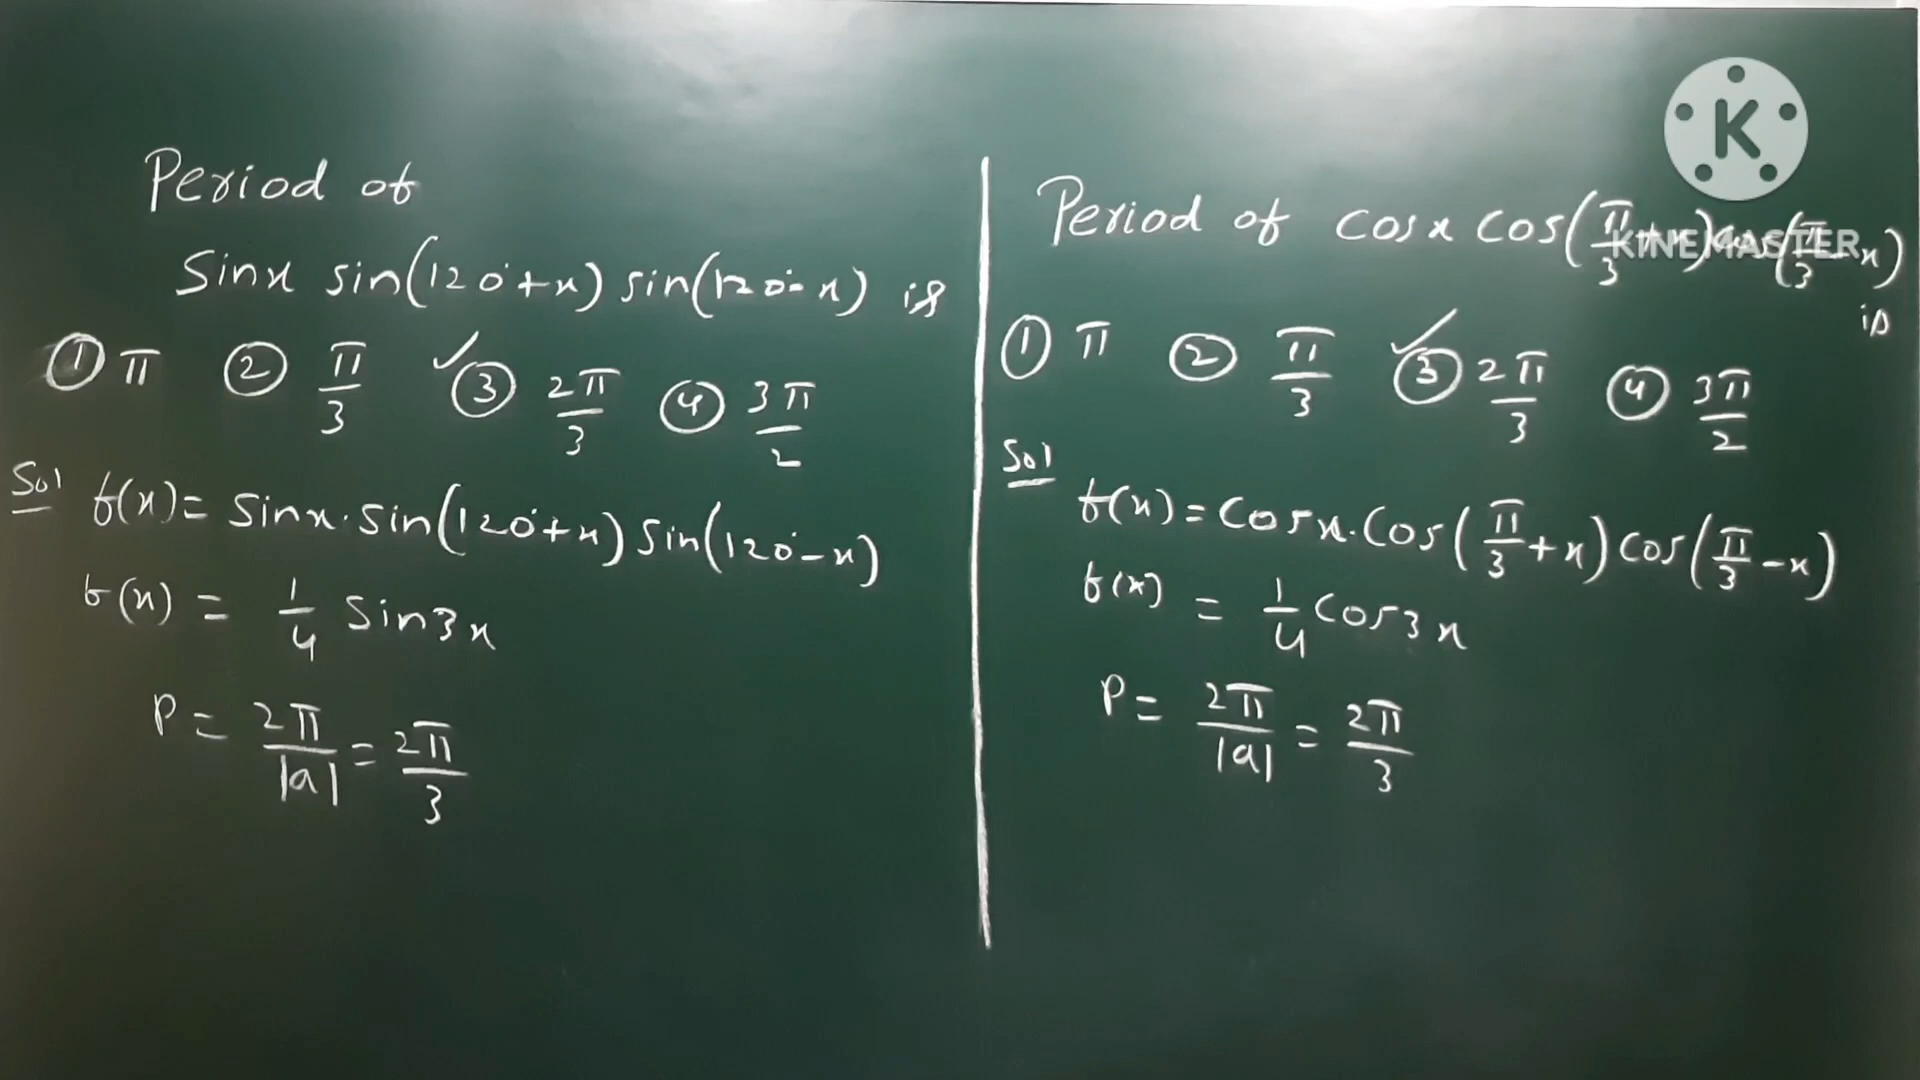 Period of
Sinx sin(120°+x) sin(120°-x) is
① π ② π/3 ✓③ 2π/3 ④ 3π/2
Sol f(x) = Sinx·Sin(120°+x) Sin(120°-x)
f(x) = 1/4 Sin3x
P = 2π/|a| = 2π/3
K
KINEMASTER
Period of cosx cos(π/3+x) cos(π/3-x)
is
① π ② π/3 ✓③ 2π/3 ④ 3π/2
Sol
f(x) = Cosx·Cos(π/3+x) Cos(π/3-x)
f(x) = 1/4 Cos3x
P = 2π/|a| = 2π/3